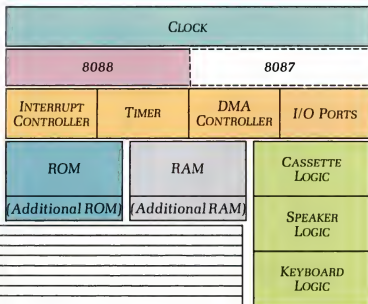 CLOCK
8088 8087
INTERRUPT CONTROLLER TIMER DMA CONTROLLER I/O PORTS
ROM RAM CASSETTE LOGIC
(Additional ROM) (Additional RAM) SPEAKER LOGIC
KEYBOARD LOGIC